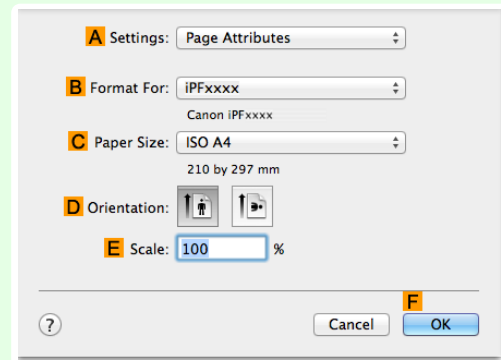 A Settings: Page Attributes
B Format For: iPFxxxx
Canon iPFxxxx
C Paper Size: ISO A4
210 by 297 mm
D Orientation:
E Scale: 100 %
F
? Cancel OK